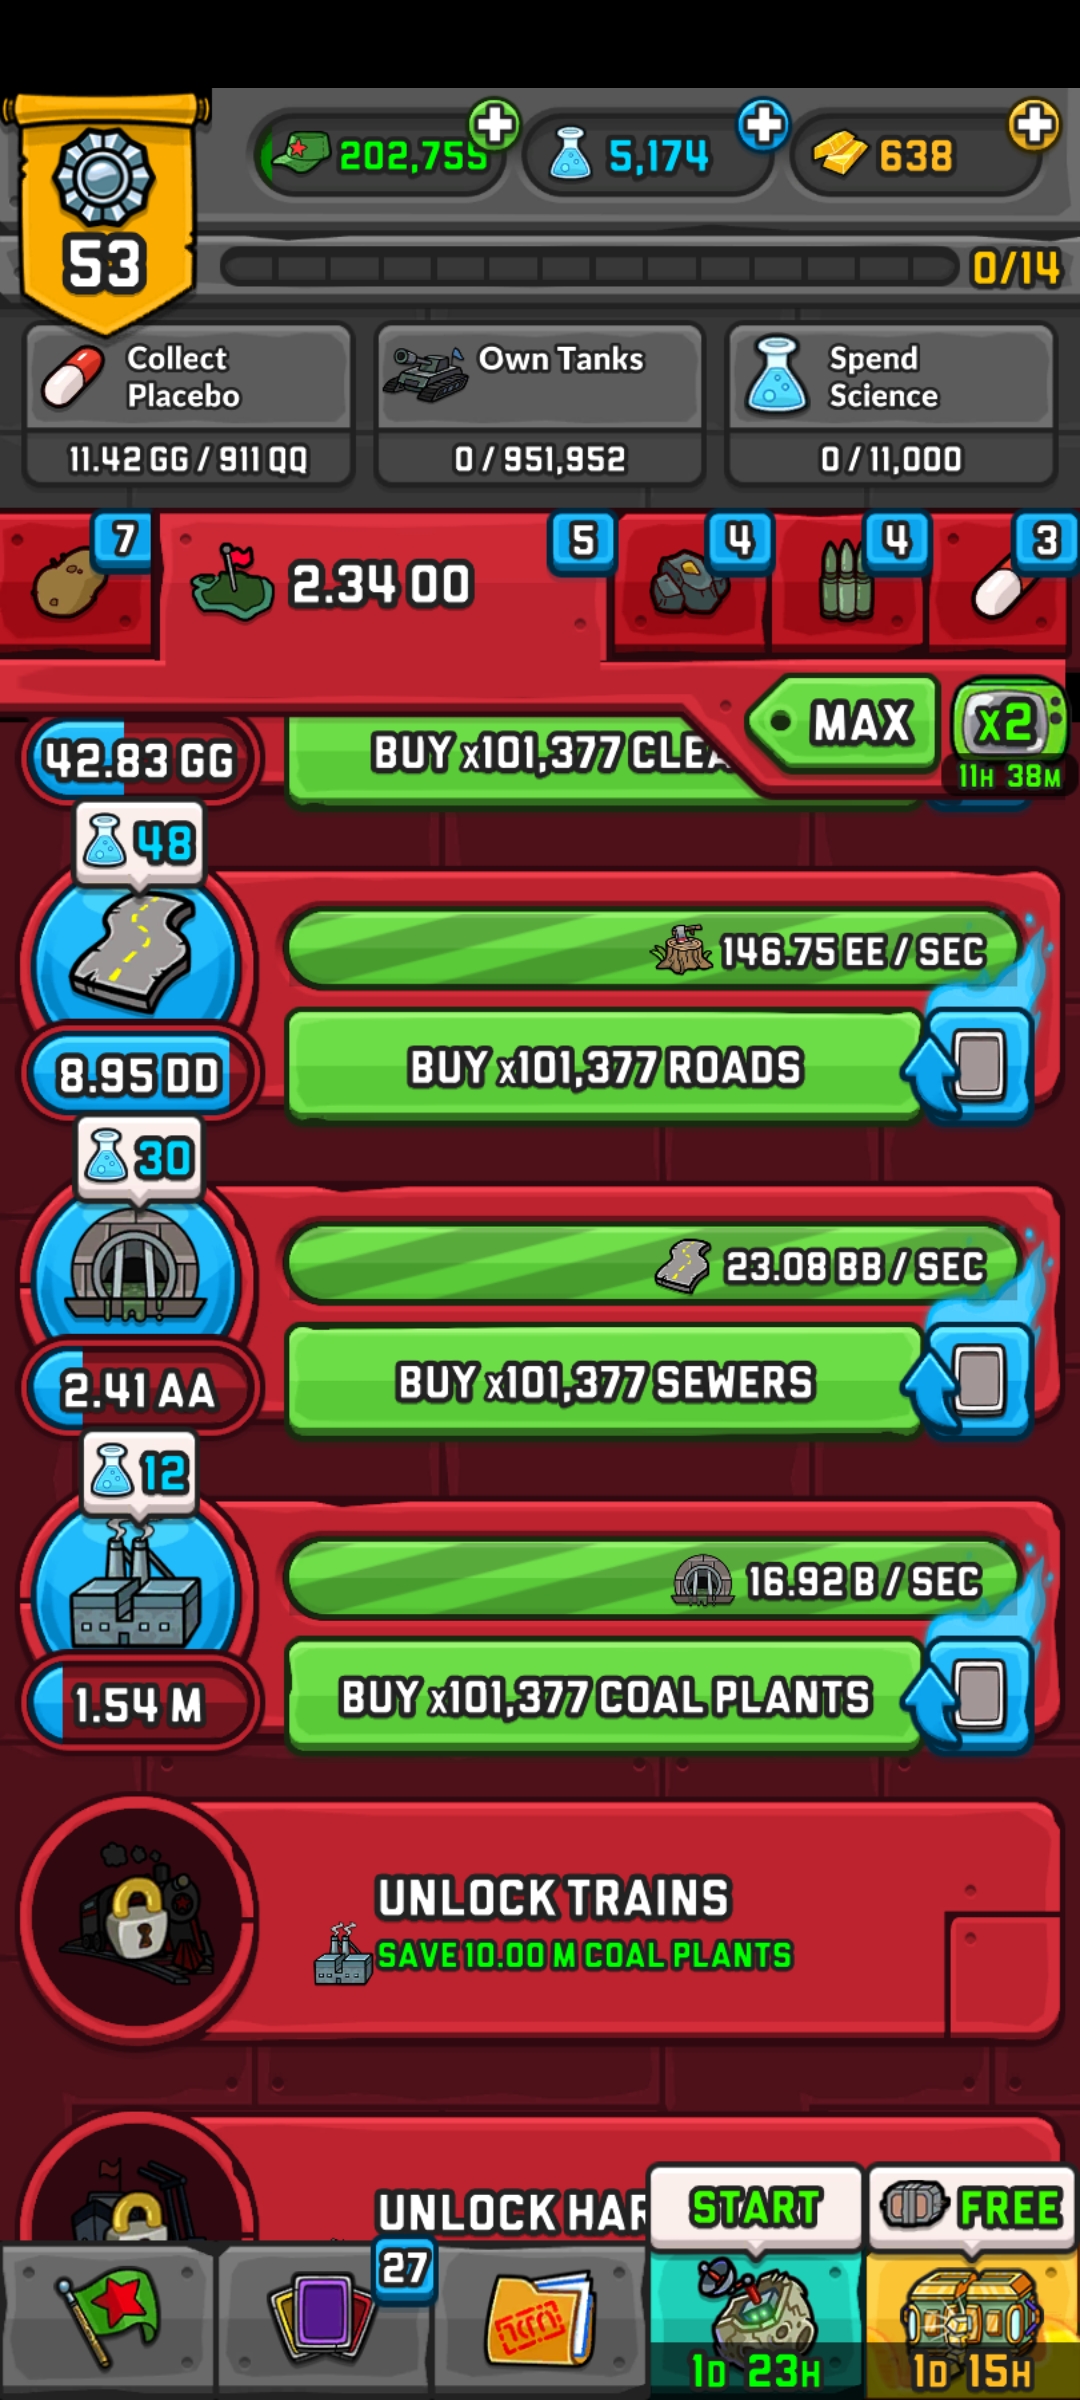 202,755
5,174
638
53
0/14
Collect
Placebo
11.42 GG / 911 QQ
Own Tanks
0 / 951,952
Spend
Science
0 / 11,000
7
2.34 OO
5
4
4
3
MAX
x2
11H 38M
42.83 GG
BUY x101,377 CLEA
48
146.75 EE / SEC
BUY x101,377 ROADS
8.95 DD
30
23.08 BB / SEC
BUY x101,377 SEWERS
2.41 AA
12
16.92 B / SEC
BUY x101,377 COAL PLANTS
1.54 M
UNLOCK TRAINS
SAVE 10.00 M COAL PLANTS
UNLOCK HAR
START
FREE
27
1D 23H
1D 15H